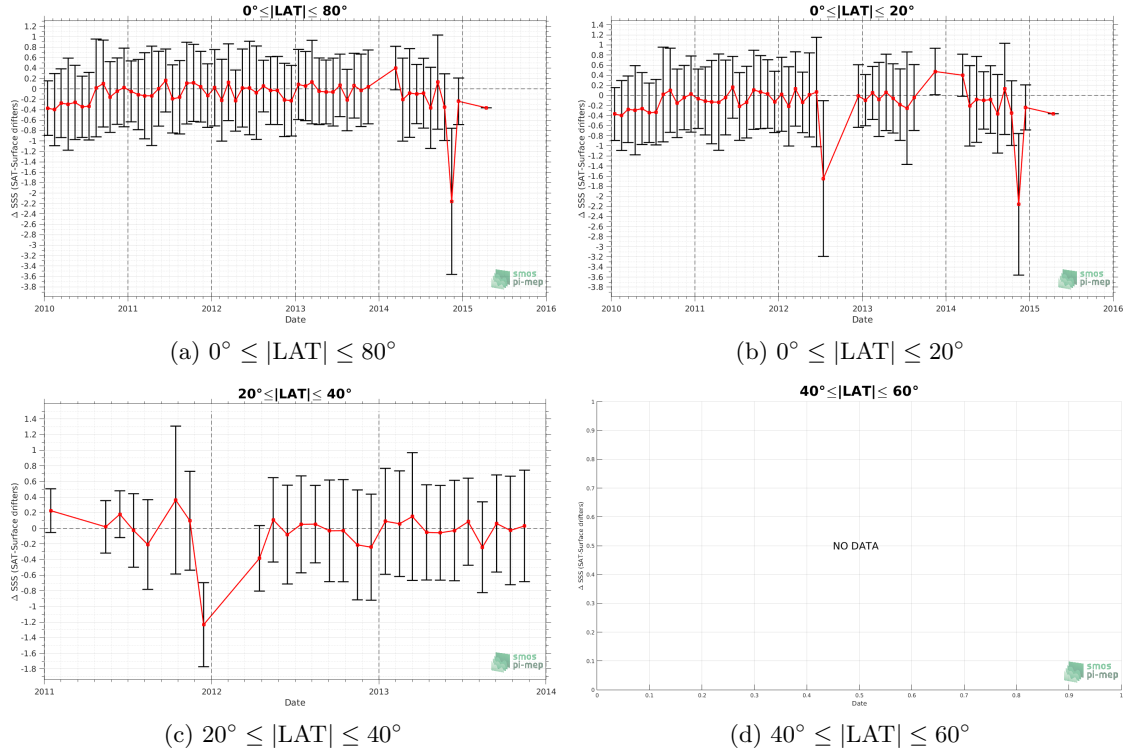 0°≤|LAT|≤ 80°
Δ SSS (SAT-Surface drifters)
1.2
1
0.8
0.6
0.4
0.2
0
-0.2
-0.4
-0.6
-0.8
-1
-1.2
-1.4
-1.6
-1.8
-2
-2.2
-2.4
-2.6
-2.8
-3
-3.2
-3.4
-3.6
-3.8
smos
pi-mep
2010 2011 2012 2013 2014 2015 2016
Date
(a) 0° ≤ |LAT| ≤ 80°
0°≤|LAT|≤ 20°
Δ SSS (SAT-Surface drifters)
1.4
1.2
1
0.8
0.6
0.4
0.2
0
-0.2
-0.4
-0.6
-0.8
-1
-1.2
-1.4
-1.6
-1.8
-2
-2.2
-2.4
-2.6
-2.8
-3
-3.2
-3.4
-3.6
-3.8
smos
pi-mep
2010 2011 2012 2013 2014 2015 2016
Date
(b) 0° ≤ |LAT| ≤ 20°
20°≤|LAT|≤ 40°
Δ SSS (SAT-Surface drifters)
1.4
1.2
1
0.8
0.6
0.4
0.2
0
-0.2
-0.4
-0.6
-0.8
-1
-1.2
-1.4
-1.6
-1.8
smos
pi-mep
2011 2012 2013 2014
Date
(c) 20° ≤ |LAT| ≤ 40°
40°≤|LAT|≤ 60°
Δ SSS (SAT-Surface drifters)
1
0.9
0.8
0.7
0.6
0.5
0.4
0.3
0.2
0.1
0
NO DATA
smos
pi-mep
0 0.1 0.2 0.3 0.4 0.5 0.6 0.7 0.8 0.9 1
Date
(d) 40° ≤ |LAT| ≤ 60°